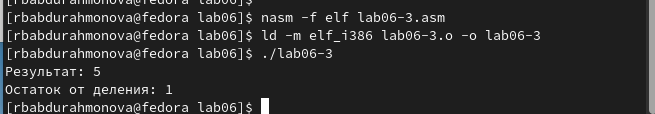 [rbabdurahmonova@fedora lab06]$ nasm -f elf lab06-3.asm
[rbabdurahmonova@fedora lab06]$ ld -m elf_i386 lab06-3.o -o lab06-3
[rbabdurahmonova@fedora lab06]$ ./lab06-3
Результат: 5
Остаток от деления: 1
[rbabdurahmonova@fedora lab06]$